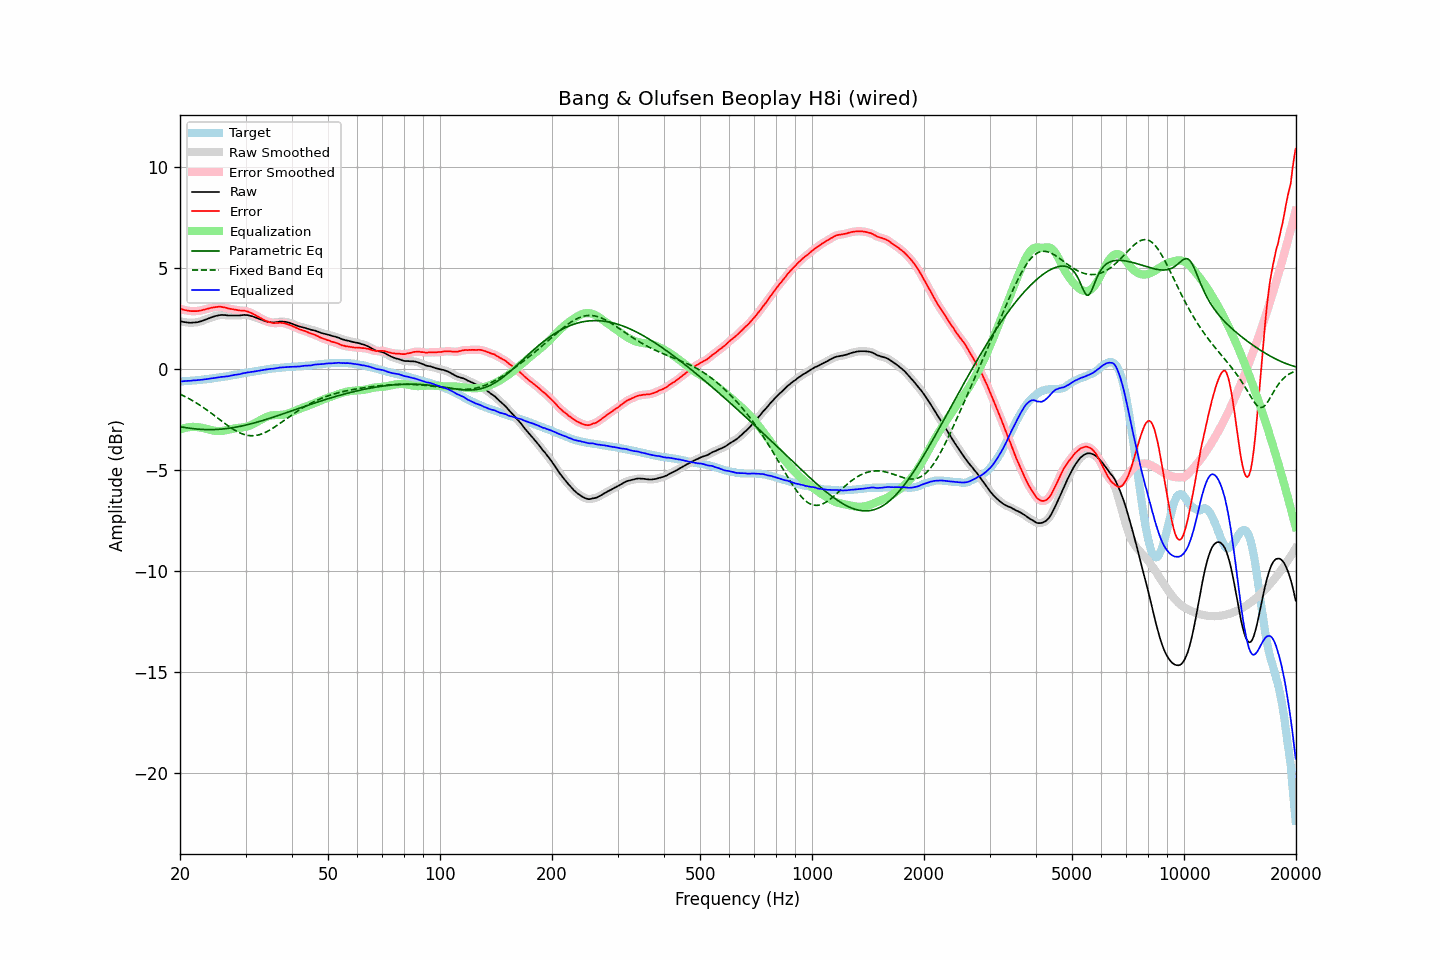 Bang & Olufsen Beoplay H8i (wired)
Target
Raw Smoothed
Error Smoothed
Raw
Error
Equalization
Parametric Eq
Fixed Band Eq
Equalized
Amplitude (dBr)
10
5
0
−5
−10
−15
−20
20 50 100 200 500 1000 2000 5000 10000 20000
Frequency (Hz)